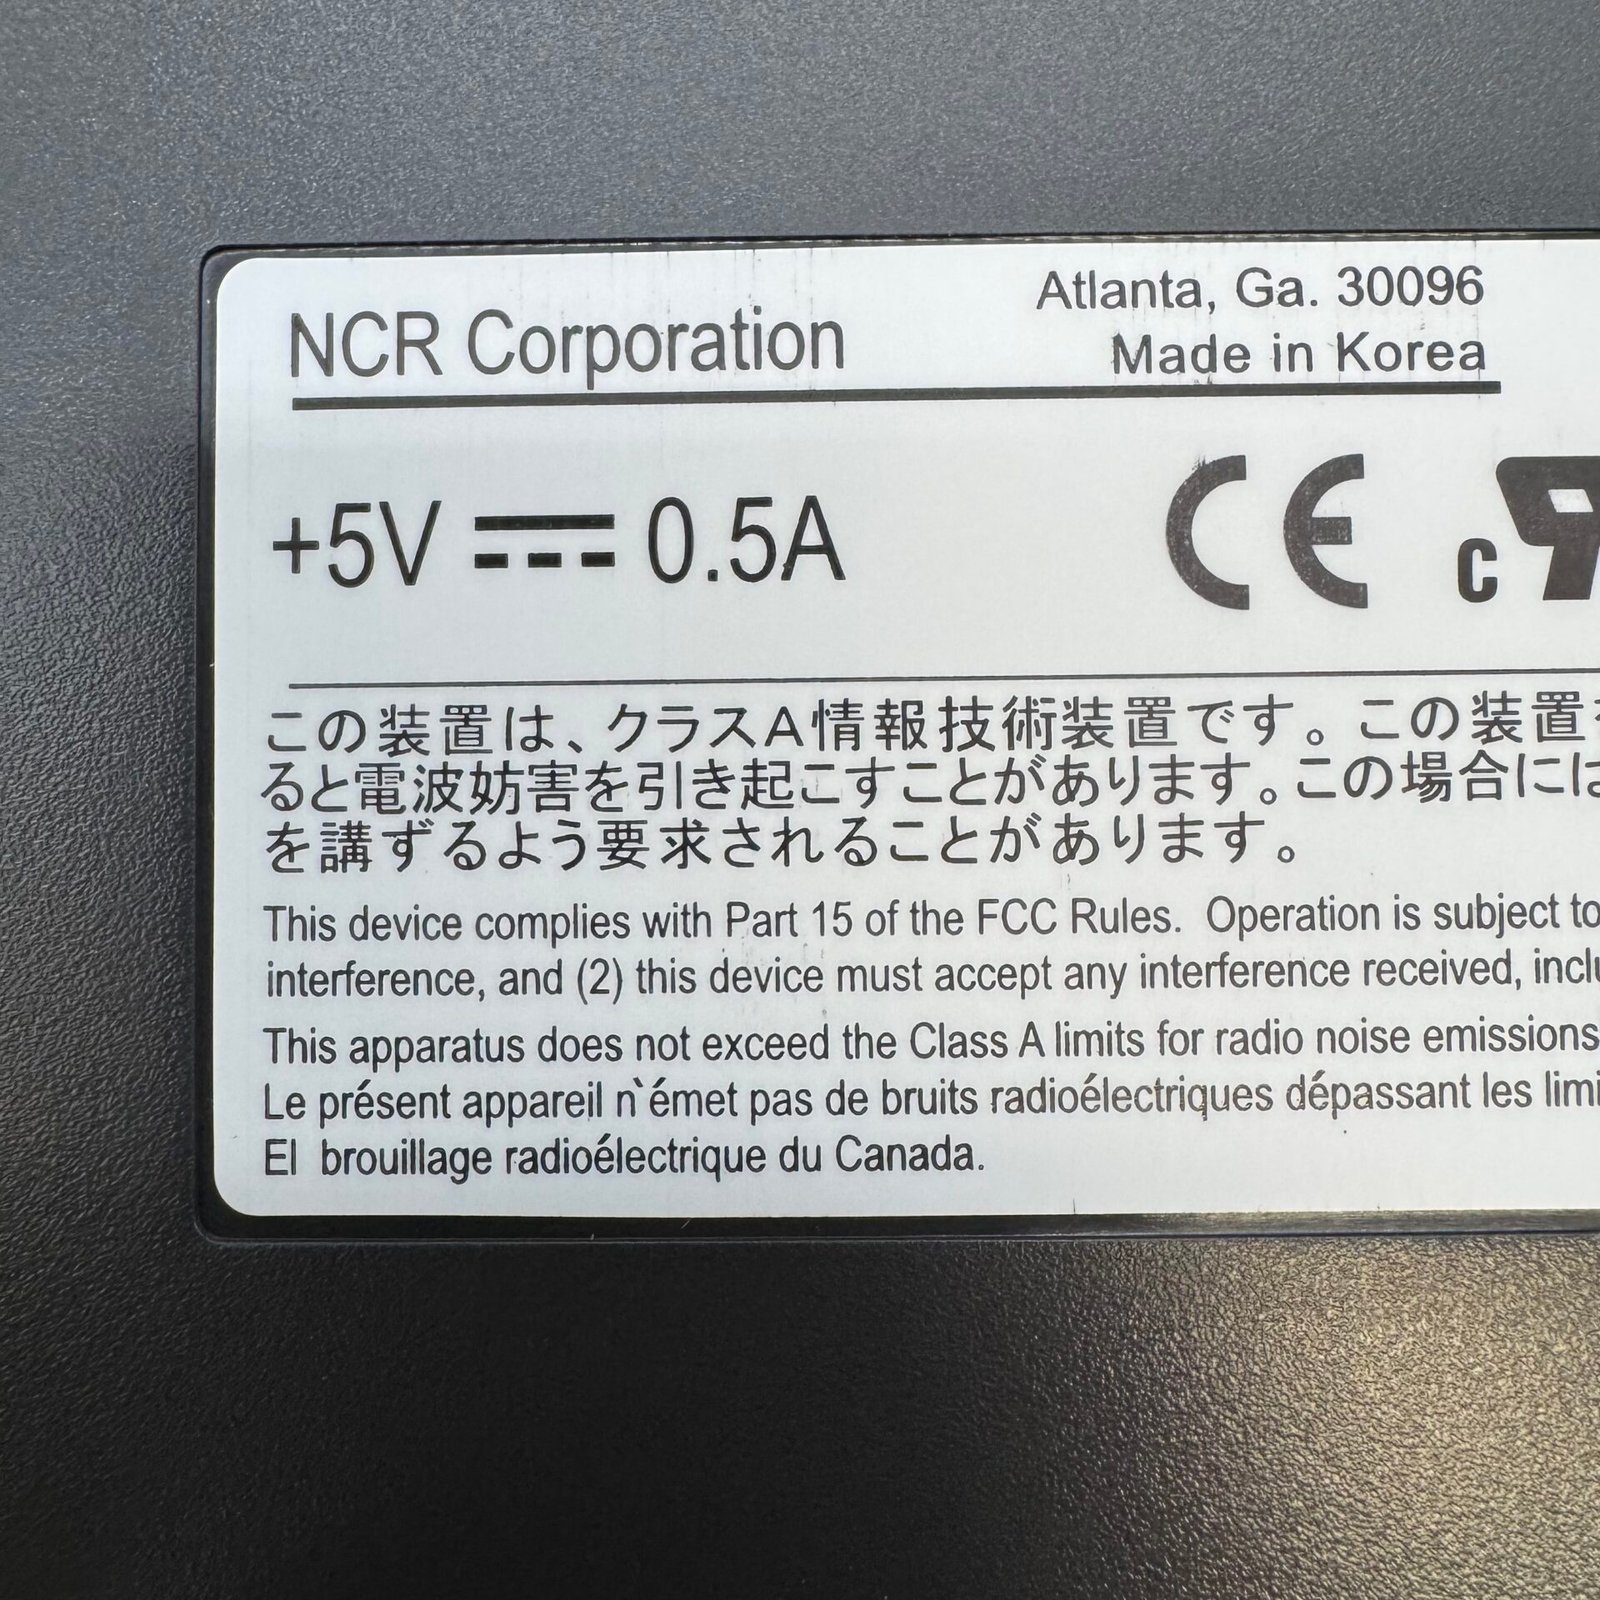 NCR Corporation
Atlanta, Ga. 30096
Made in Korea
+5V ⎓ 0.5A
CE
c
この装置は、クラスA情報技術装置です。この装置
ると電波妨害を引き起こすことがあります。この場合には
を講ずるよう要求されることがあります。
This device complies with Part 15 of the FCC Rules. Operation is subject to
interference, and (2) this device must accept any interference received,
This apparatus does not exceed the Class A limits for radio noise emissions
Le présent appareil n`émet pas de bruits radioélectriques dépassant les
El brouillage radioélectrique du Canada.